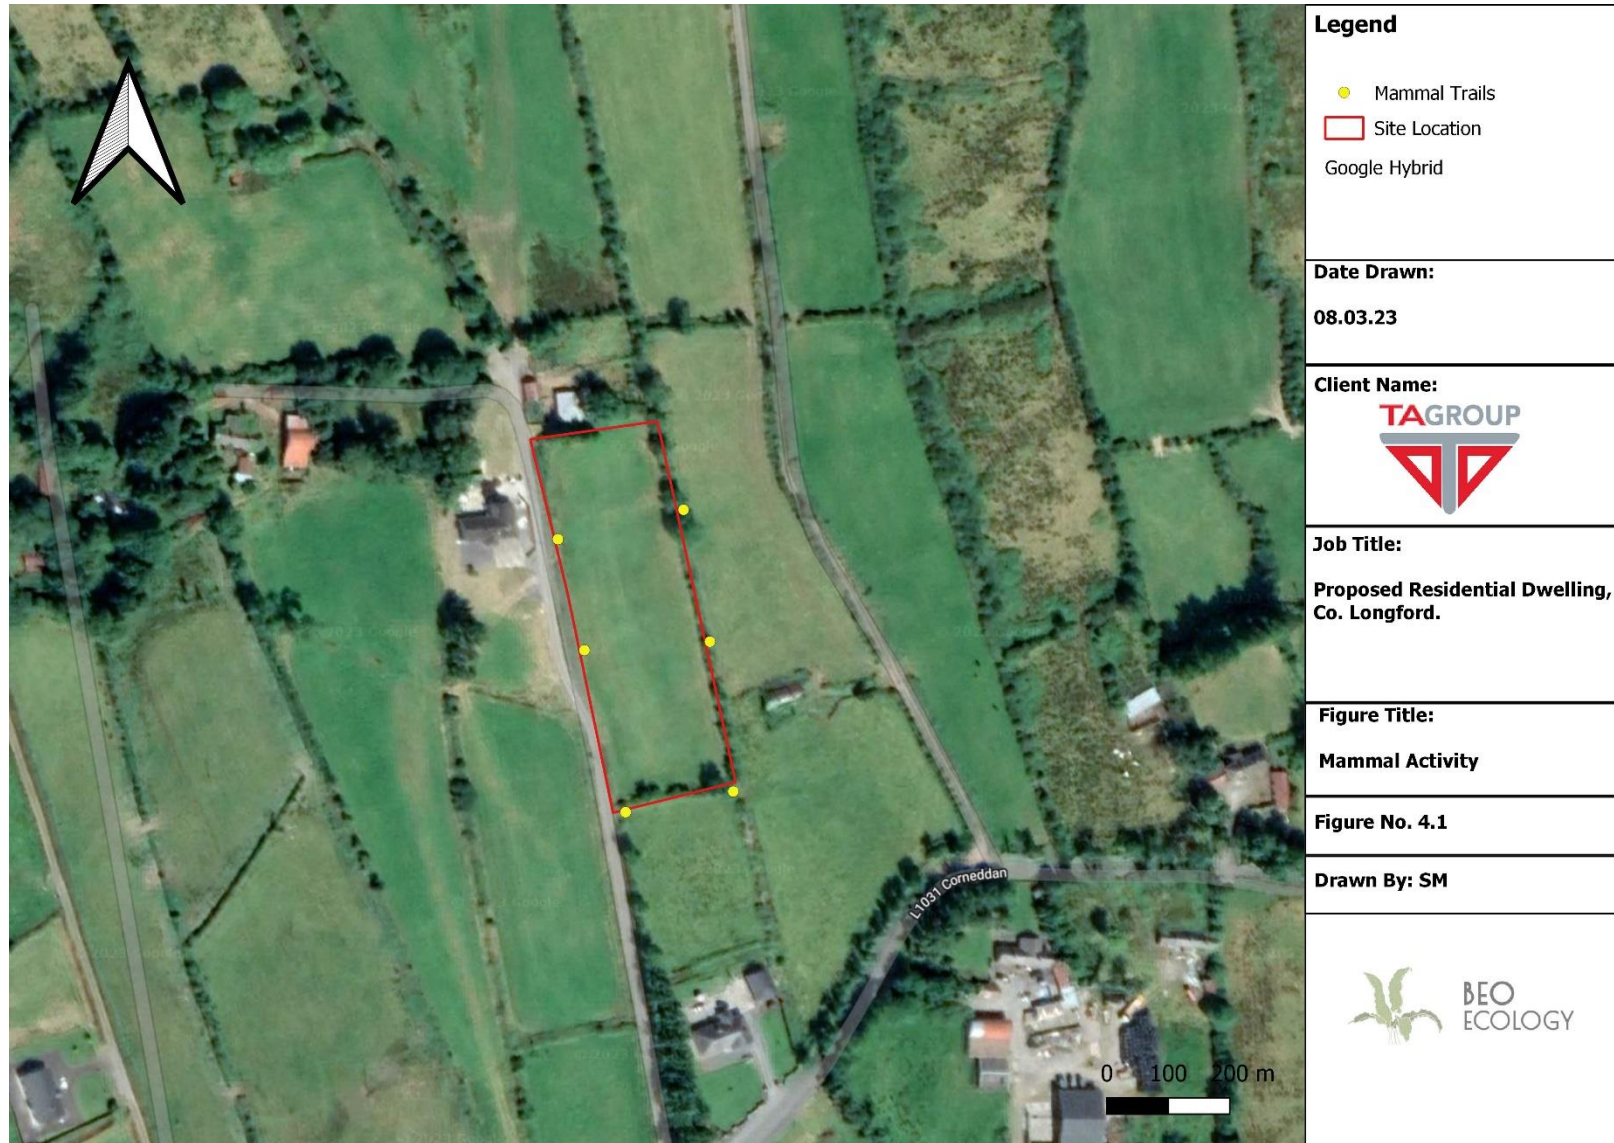 Legend
Mammal Trails
Site Location
Google Hybrid
Date Drawn:
08.03.23
Client Name:
TAGROUP
Job Title:
Proposed Residential Dwelling,
Co. Longford.
Figure Title:
Mammal Activity
Figure No. 4.1
Drawn By: SM
BEO
ECOLOGY
L1031 Corneddan
0 100 200 m